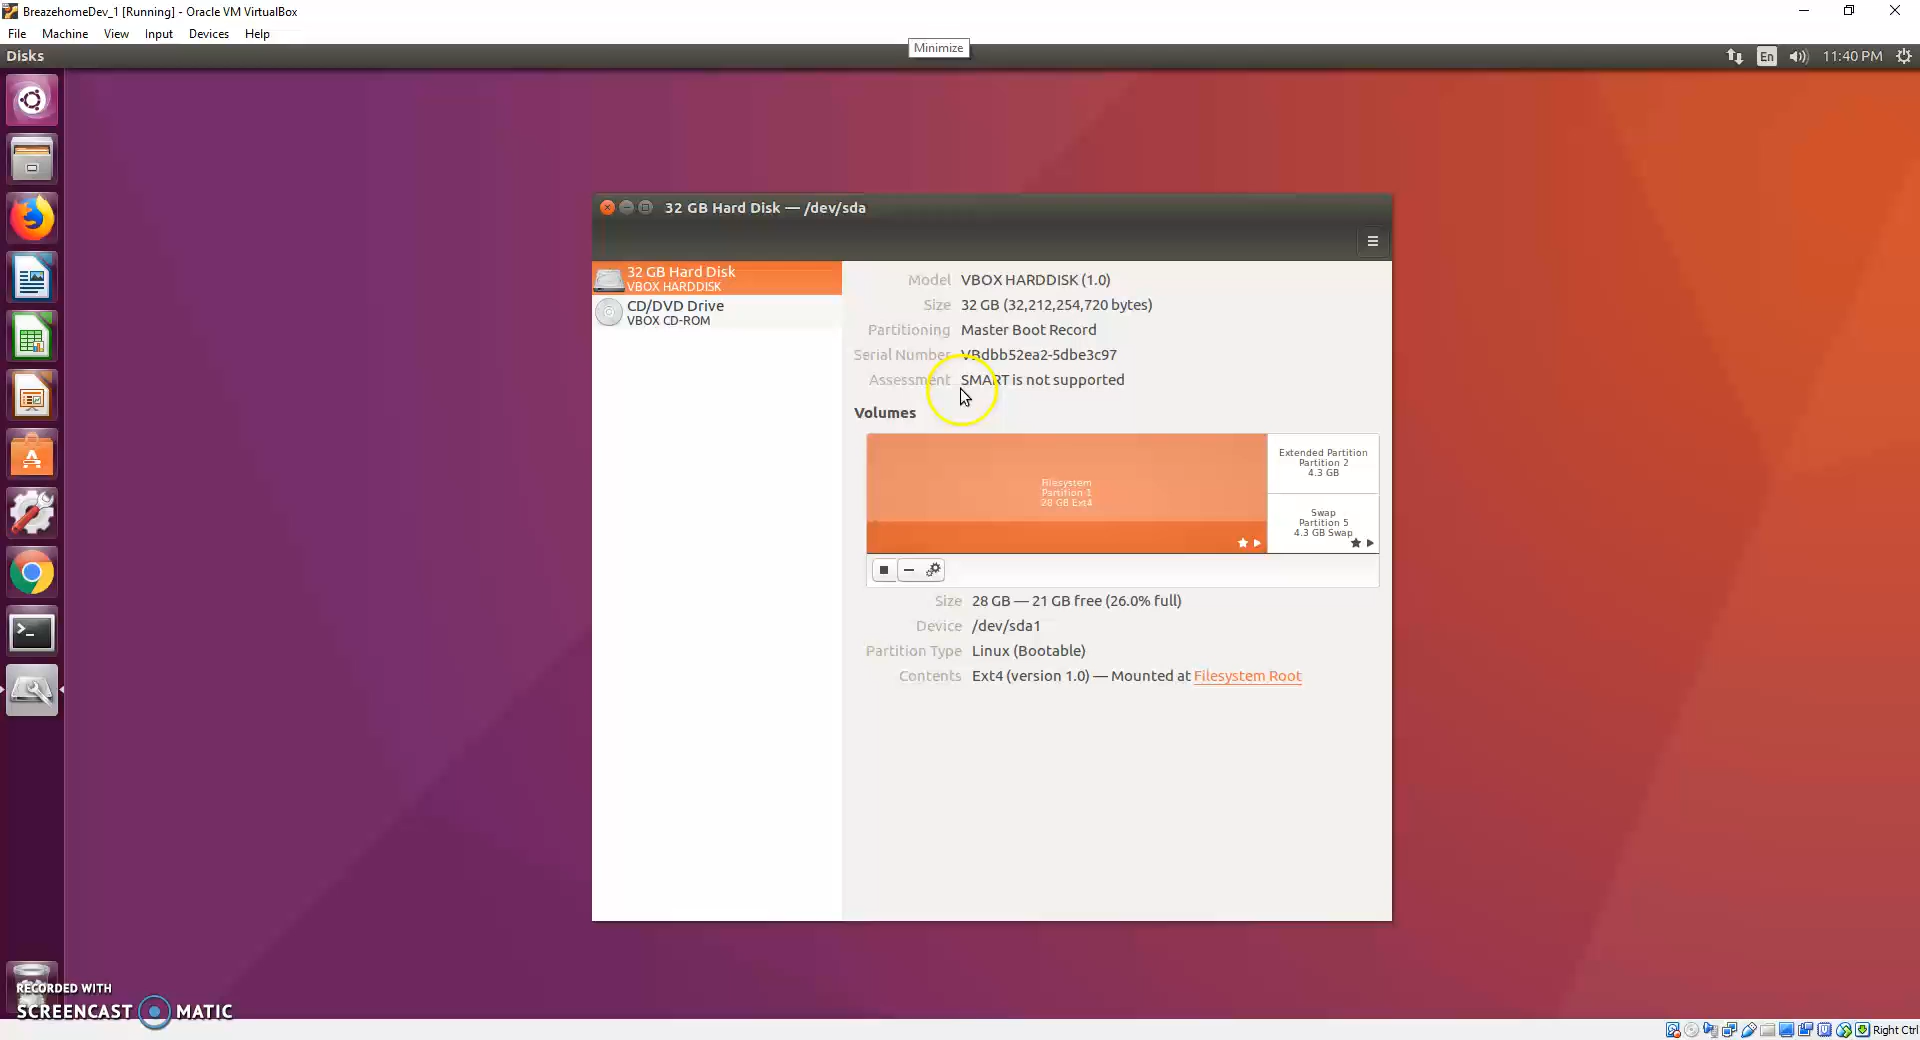 BreazehomeDev_1 [Running] - Oracle VM VirtualBox
File Machine View Input Devices Help
Disks
Minimize
En
11:40 PM
32 GB Hard Disk — /dev/sda
32 GB Hard Disk
VBOX HARDDISK
CD/DVD Drive
VBOX CD-ROM
Model VBOX HARDDISK (1.0)
Size 32 GB (32,212,254,720 bytes)
Partitioning Master Boot Record
Serial Number VBdbb52ea2-5dbe3c97
Assessment SMART is not supported
Volumes
Filesystem
Partition 1
28 GB Ext4
Extended Partition
Partition 2
4.3 GB
Swap
Partition 5
4.3 GB Swap
Size 28 GB — 21 GB free (26.0% full)
Device /dev/sda1
Partition Type Linux (Bootable)
Contents Ext4 (version 1.0) — Mounted at Filesystem Root
RECORDED WITH
SCREENCAST MATIC
Right Ctrl